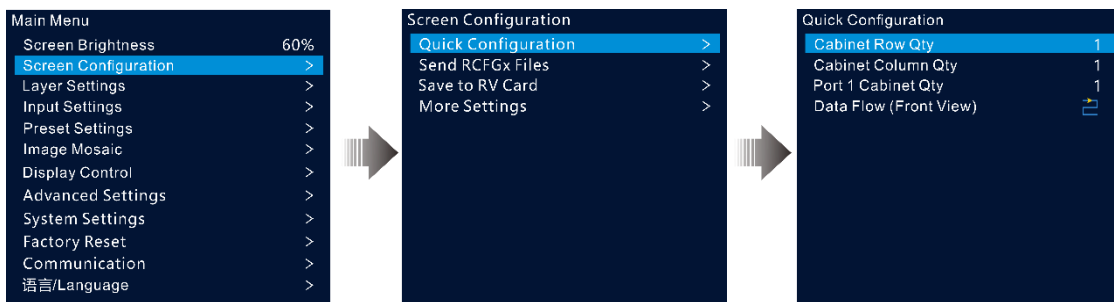 Main Menu
Screen Brightness 60%
Screen Configuration >
Layer Settings >
Input Settings >
Preset Settings >
Image Mosaic >
Display Control >
Advanced Settings >
System Settings >
Factory Reset >
Communication >
语言/Language >
Screen Configuration
Quick Configuration >
Send RCFGx Files >
Save to RV Card >
More Settings >
Quick Configuration
Cabinet Row Qty 1
Cabinet Column Qty 1
Port 1 Cabinet Qty 1
Data Flow (Front View)